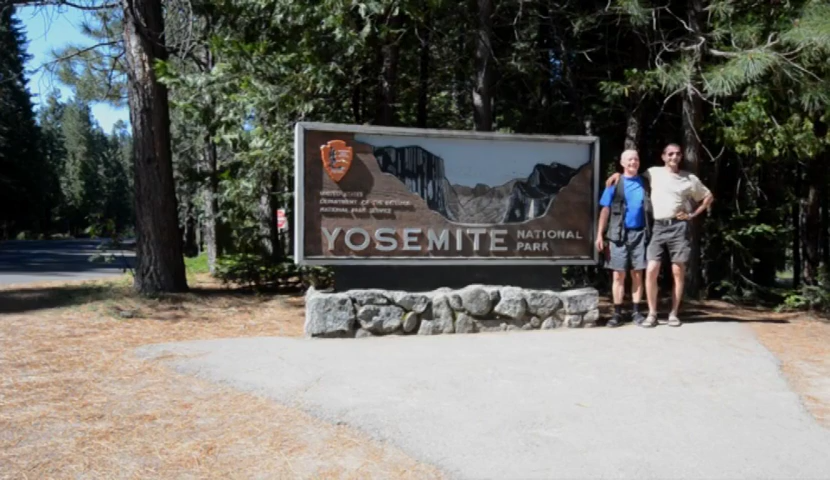 UNITED STATES
DEPARTMENT OF THE INTERIOR
NATIONAL PARK SERVICE
YOSEMITE NATIONAL
PARK